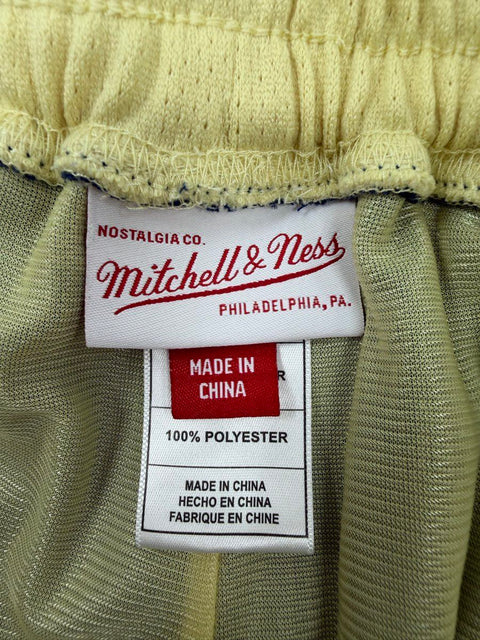 NOSTALGIA CO.
Mitchell & Ness
PHILADELPHIA, PA.
MADE IN
CHINA
R
100% POLYESTER
MADE IN CHINA
HECHO EN CHINA
FABRIQUE EN CHINE